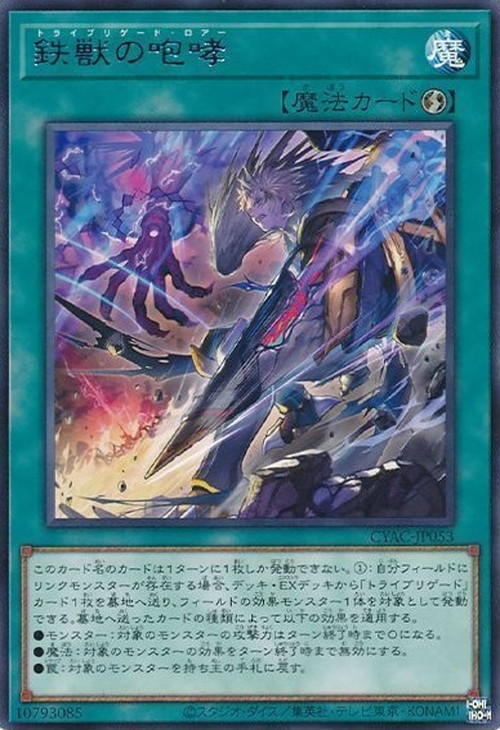 トライブリゲード・ロアー
鉄獣の咆哮
魔
【魔法カード】
CYAC-JP053
このカード名のカードは1ターンに1枚しか発動できない。①:自分フィールドに
リンクモンスターが存在する場合、デッキ・EXデッキから「トライブリゲード」
カード1枚を墓地へ送り、フィールドの効果モンスター1体を対象として発動
できる。墓地へ送ったカードの種類によって以下の効果を適用する。
●モンスター:対象のモンスターの攻撃力はターン終了時まで0になる。
●魔法:対象のモンスターの効果をターン終了時まで無効にする。
●罠:対象のモンスターを持ち主の手札に戻す。
10793085
©スタジオ・ダイス/集英社・テレビ東京・KONAMI